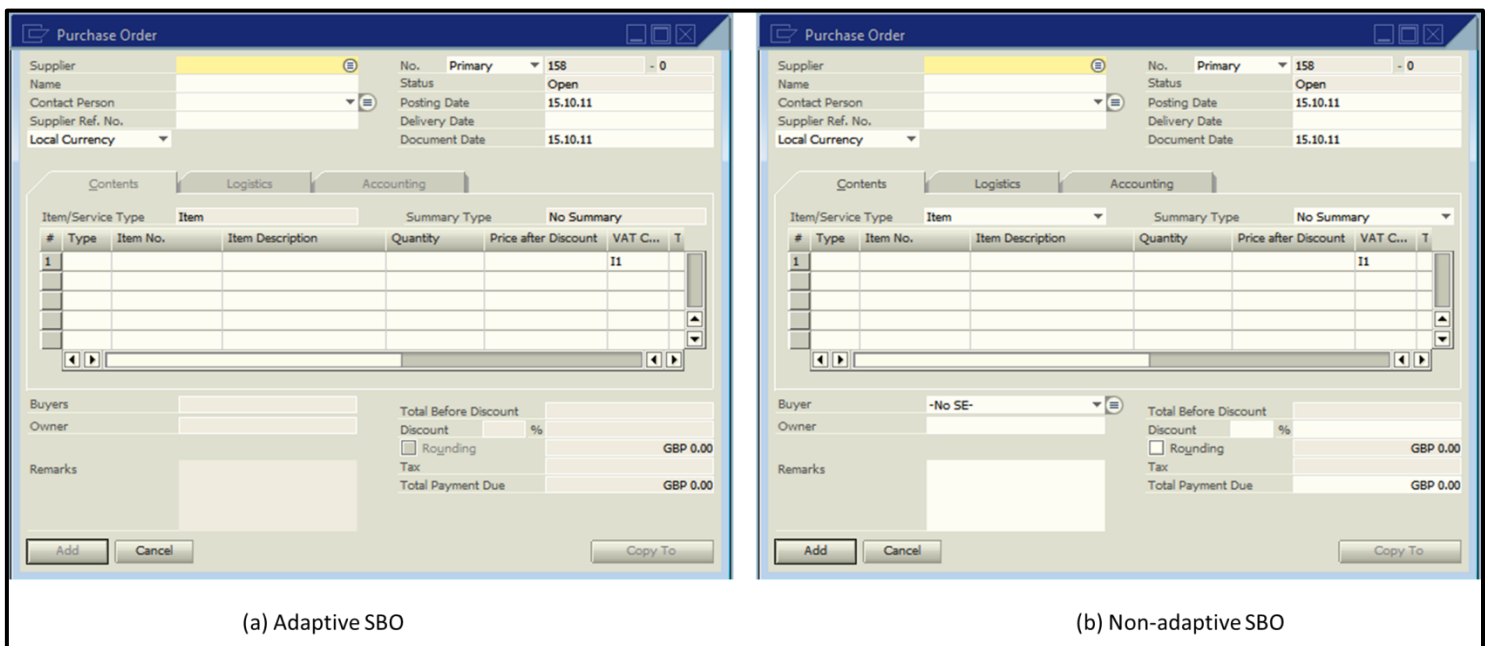 Purchase Order
Supplier No. Primary 158 - 0
Name Status Open
Contact Person Posting Date 15.10.11
Supplier Ref. No. Delivery Date
Local Currency Document Date 15.10.11
Contents Logistics Accounting
Item/Service Type Item Summary Type No Summary
# Type Item No. Item Description Quantity Price after Discount VAT C... T
1 I1
Buyers Total Before Discount
Owner Discount %
Rounding GBP 0.00
Remarks Tax
Total Payment Due GBP 0.00
Add Cancel Copy To
(a) Adaptive SBO
Purchase Order
Supplier No. Primary 158 - 0
Name Status Open
Contact Person Posting Date 15.10.11
Supplier Ref. No. Delivery Date
Local Currency Document Date 15.10.11
Contents Logistics Accounting
Item/Service Type Item Summary Type No Summary
# Type Item No. Item Description Quantity Price after Discount VAT C... T
1 I1
Buyer -No SE- Total Before Discount
Owner Discount %
Rounding GBP 0.00
Remarks Tax
Total Payment Due GBP 0.00
Add Cancel Copy To
(b) Non-adaptive SBO